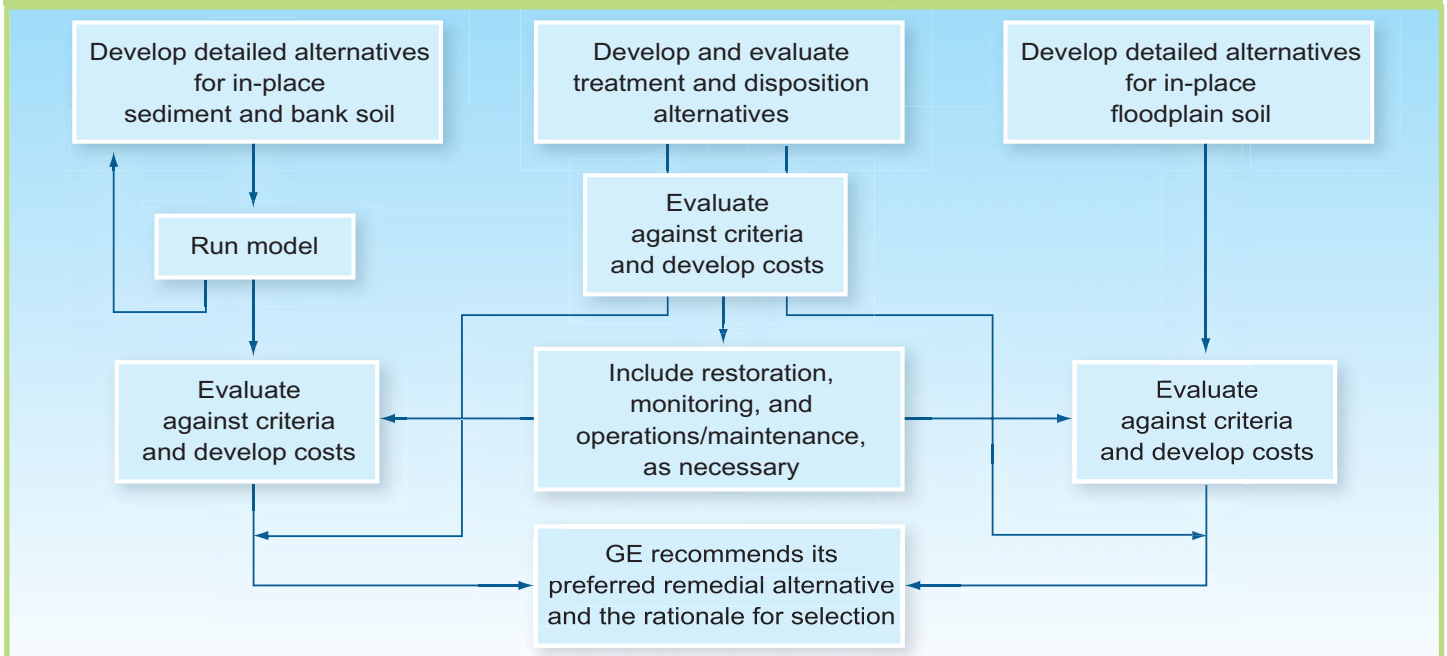 Develop detailed alternatives
for in-place
sediment and bank soil
Develop and evaluate
treatment and disposition
alternatives
Develop detailed alternatives
for in-place
floodplain soil
Run model
Evaluate
against criteria
and develop costs
Evaluate
against criteria
and develop costs
Include restoration,
monitoring, and
operations/maintenance,
as necessary
Evaluate
against criteria
and develop costs
GE recommends its
preferred remedial alternative
and the rationale for selection